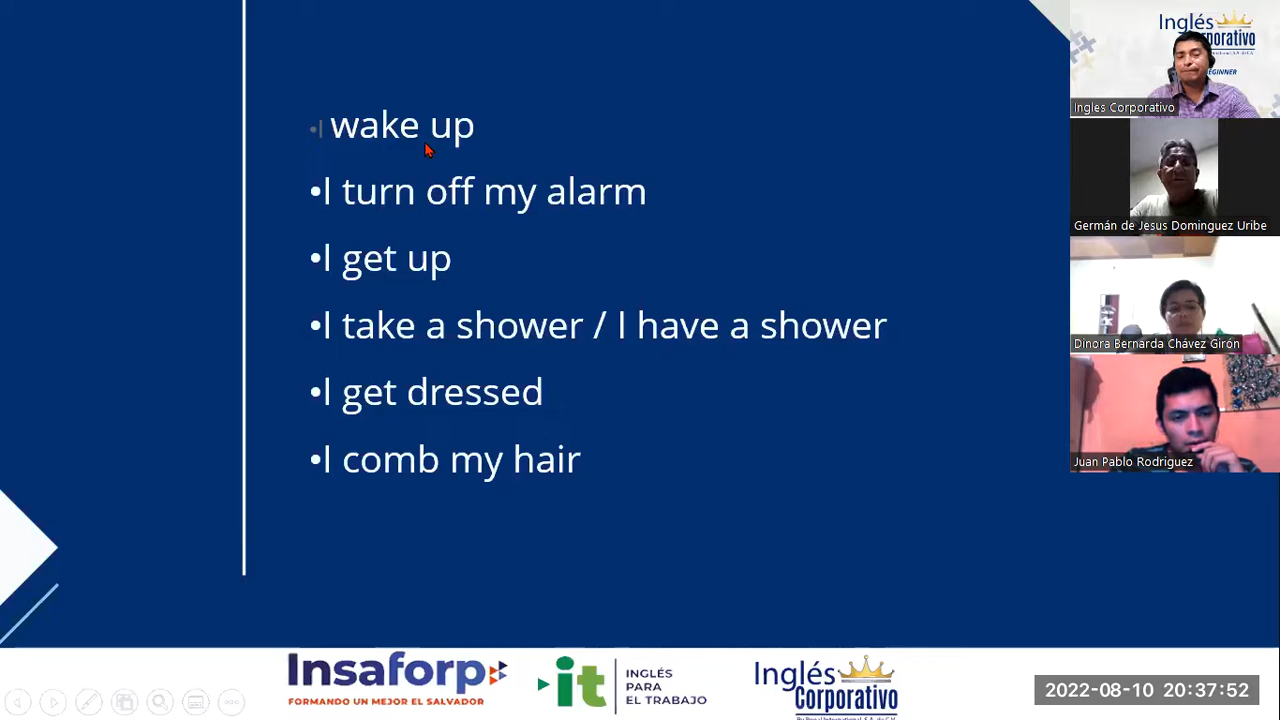 •I wake up
•I turn off my alarm
•I get up
•I take a shower / I have a shower
•I get dressed
•I comb my hair
Inglés
Corporativo
BEGINNER
Ingles Corporativo
Germán de Jesus Dominguez Uribe
Dinora Bernarda Chávez Girón
Juan Pablo Rodriguez
Insaforp
FORMANDO UN MEJOR EL SALVADOR
it
INGLÉS
PARA
EL TRABAJO
Inglés
Corporativo
2022-08-10 20:37:52